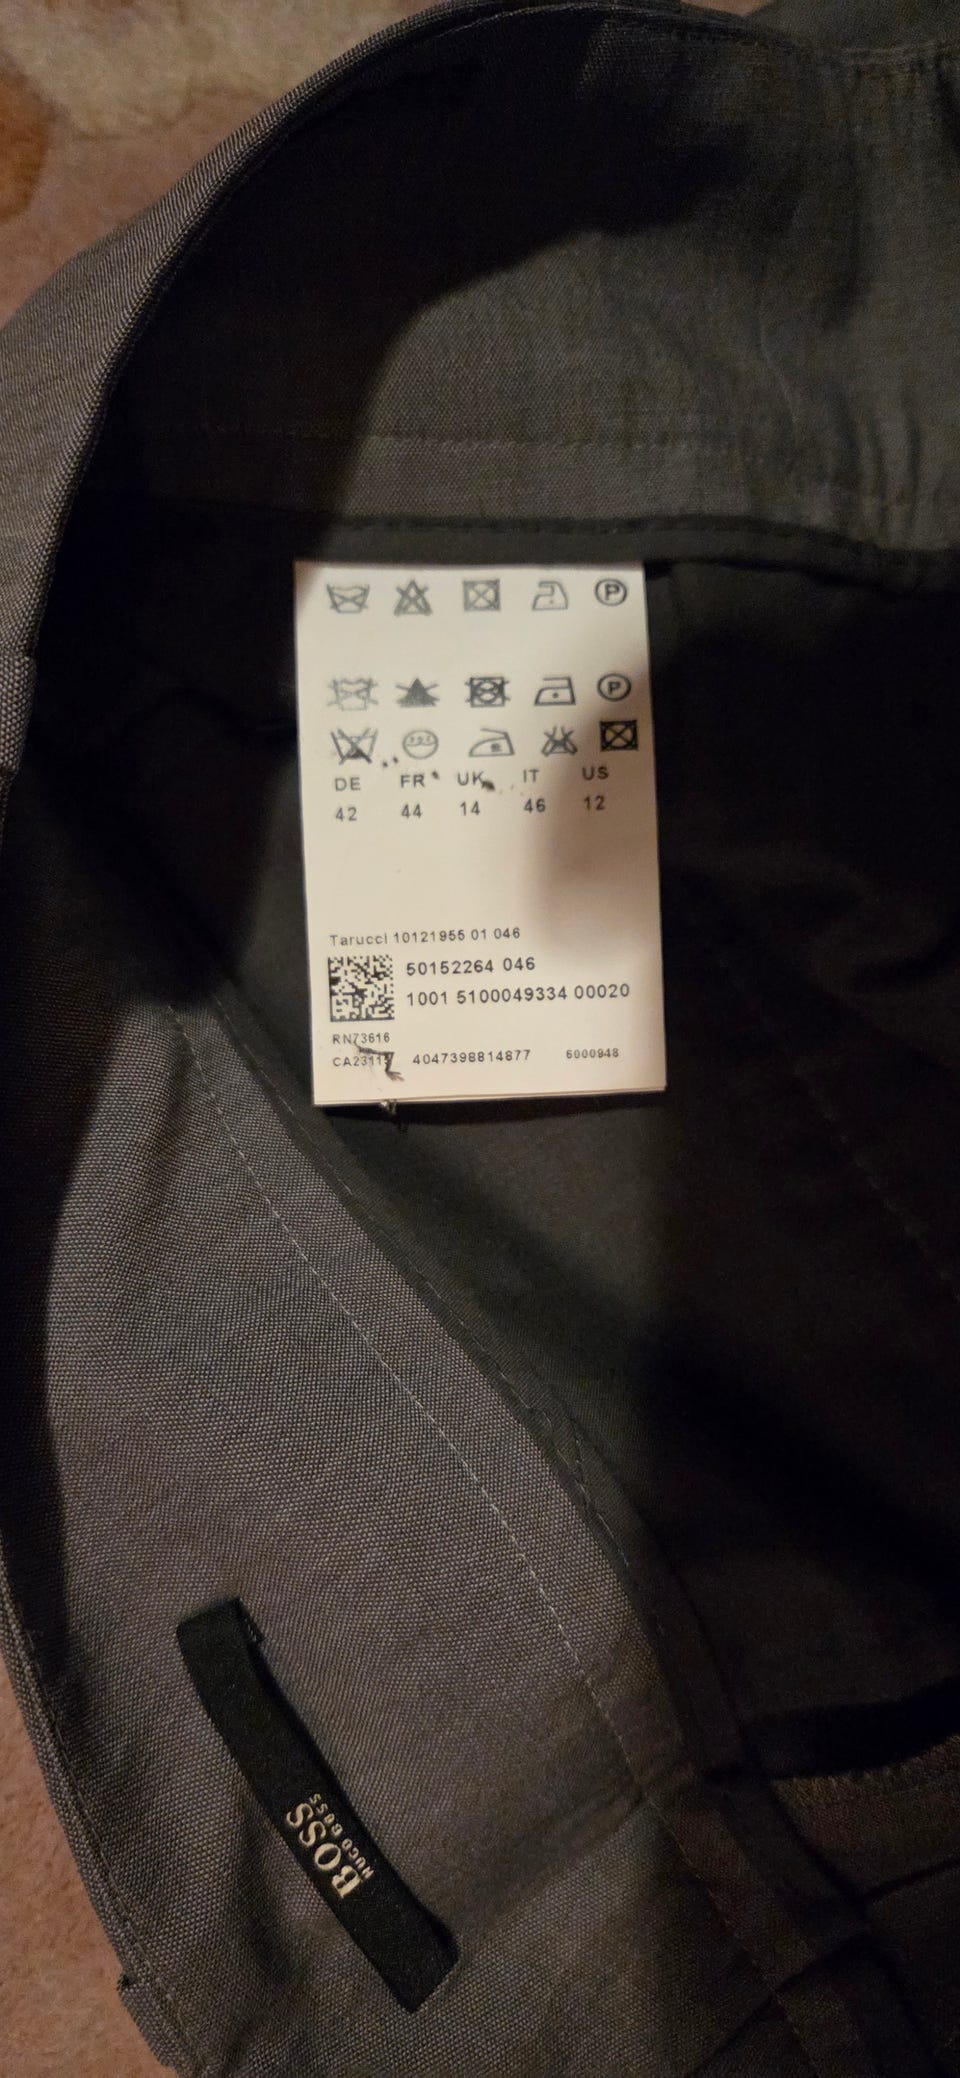 P
P
DE FR UK IT US
42 44 14 46 12
Tarucci 10121955 01 046
50152264 046
1001 5100049334 00020
RN73616
4047398814877 6000948
BOSS
HUGO BOSS